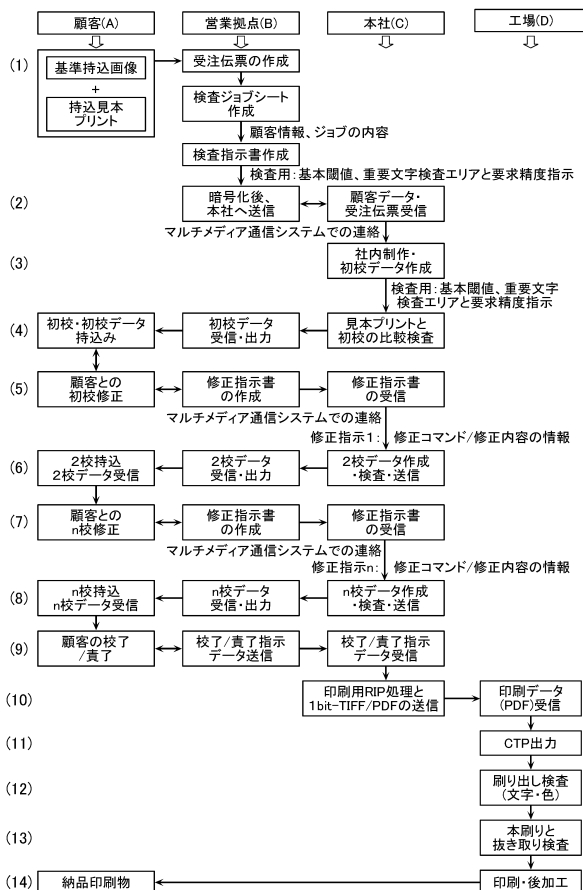 顧客(A)
営業拠点(B)
本社(C)
工場(D)
(1)
基準持込画像
+
持込見本
プリント
受注伝票の作成
検査ジョブシート
作成
顧客情報、ジョブの内容
検査指示書作成
検査用:基本閾値、重要文字検査エリアと要求精度指示
(2)
暗号化後、
本社へ送信
顧客データ・
受注伝票受信
マルチメディア通信システムでの連絡
(3)
社内制作・
初校データ作成
検査用:基本閾値、重要文字
検査エリアと要求精度指示
(4)
初校・初校データ
持込み
初校データ
受信・出力
見本プリントと
初校の比較検査
(5)
顧客との
初校修正
修正指示書
の作成
修正指示書
の受信
マルチメディア通信システムでの連絡
修正指示1: 修正コマンド/修正内容の情報
(6)
2校持込
2校データ受信
2校データ
受信・出力
2校データ作成
・検査・送信
(7)
顧客との
n校修正
修正指示書
の作成
修正指示書
の受信
マルチメディア通信システムでの連絡
修正指示n: 修正コマンド/修正内容の情報
(8)
n校持込
n校データ受信
n校データ
受信・出力
n校データ作成
・検査・送信
(9)
顧客の校了
/責了
校了/責了指示
データ送信
校了/責了指示
データ受信
(10)
印刷用RIP処理と
1bit-TIFF/PDFの送信
印刷データ
(PDF)受信
(11)
CTP出力
(12)
刷り出し検査
(文字・色)
(13)
本刷りと
抜き取り検査
(14)
納品印刷物
印刷・後加工